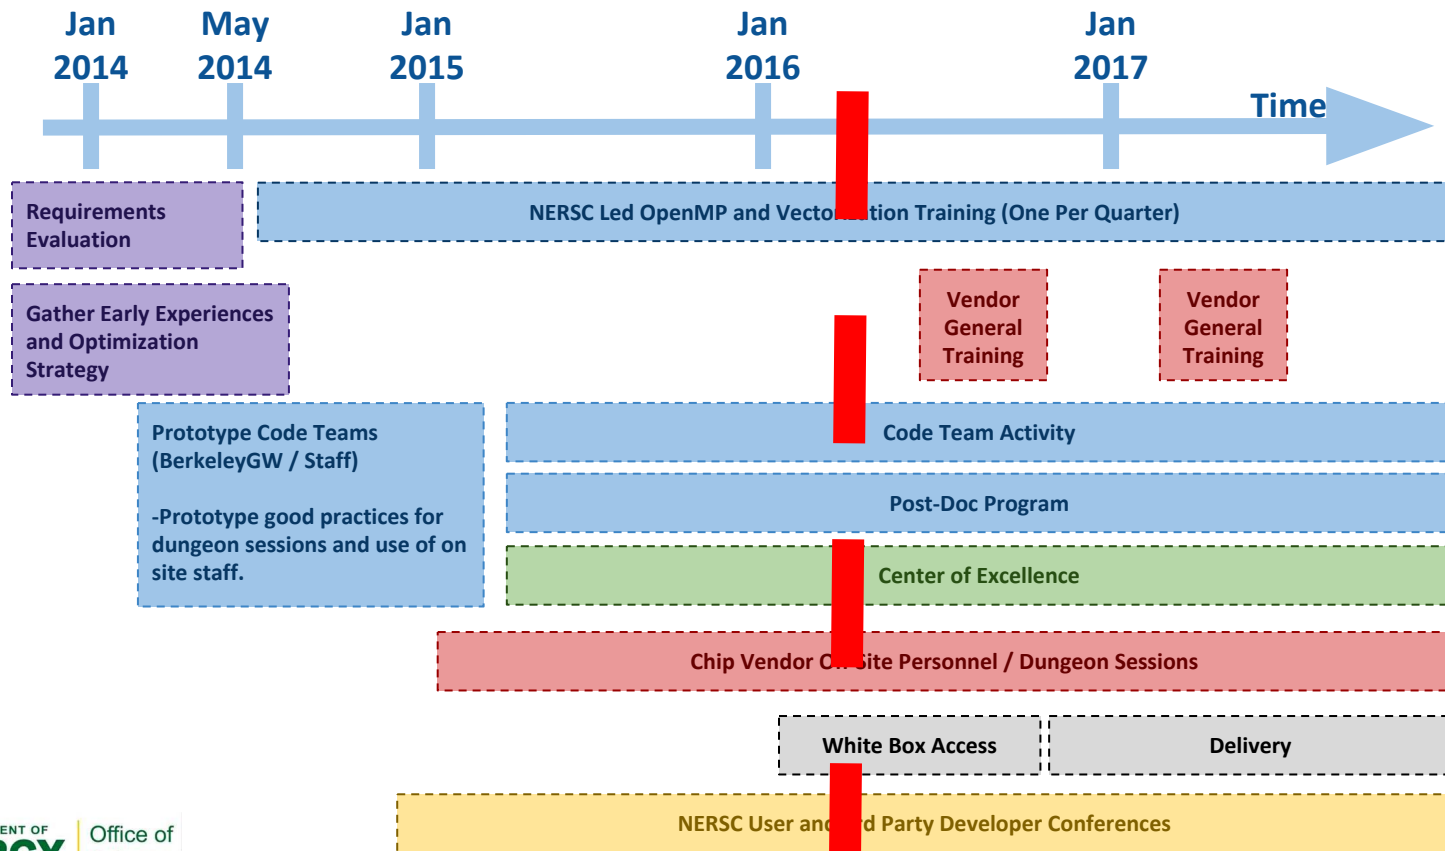 Jan
2014
May
2014
Jan
2015
Jan
2016
Jan
2017
Time
Requirements
Evaluation
NERSC Led OpenMP and Training (One Per Quarter)
Gather Early Experiences
and Optimization
Strategy
Vendor
General
Training
Vendor
General
Training
Prototype Code Teams
(BerkeleyGW / Staff)
-Prototype good practices for
dungeon sessions and use of on
site staff.
Code Team Activity
Post-Doc Program
Center of Excellence
Chip Vendor Personnel / Dungeon Sessions
White Box Access
Delivery
NERSC User and Party Developer Conferences
Office of